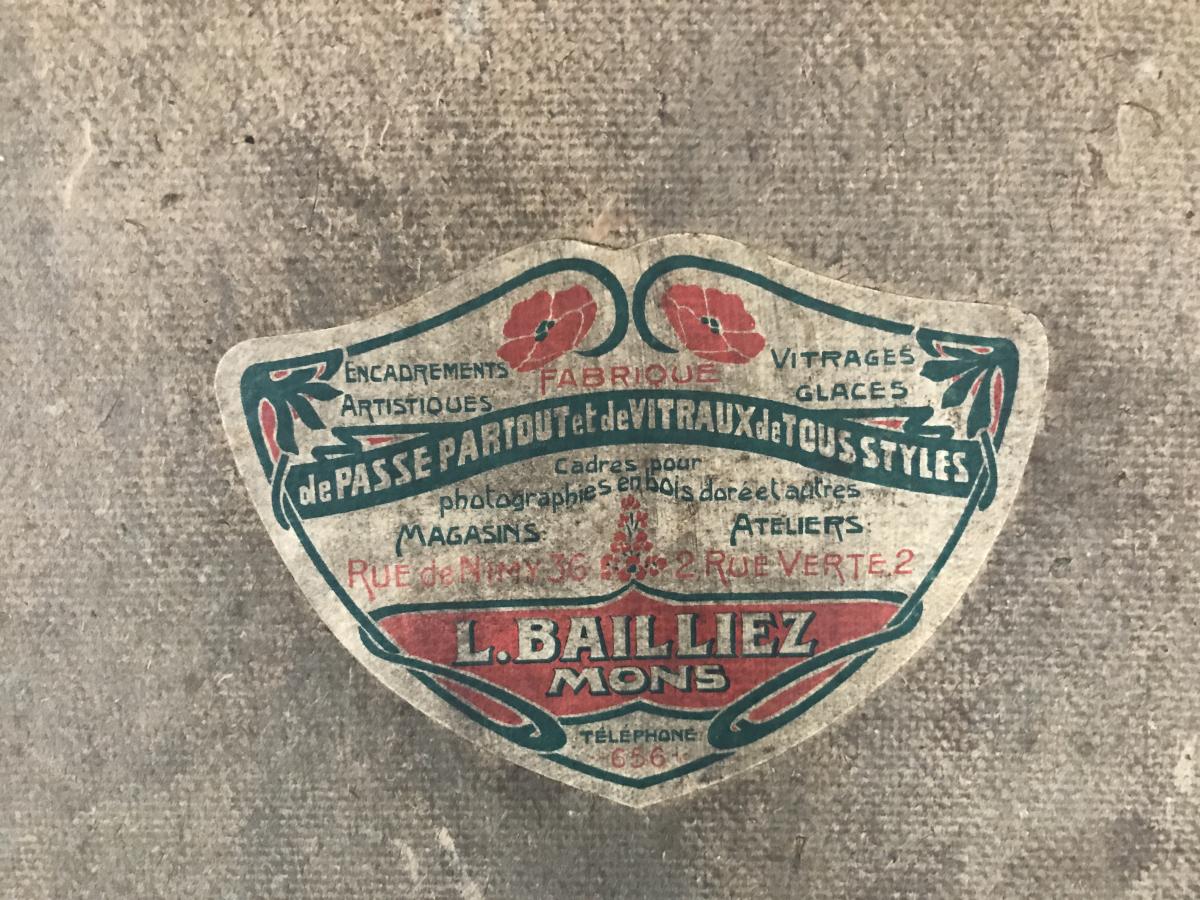 ENCADREMENTS
ARTISTIQUES
FABRIQUE
VITRAGES
GLACES
de PASSE PARTOUT et de VITRAUX de TOUS STYLES
Cadres pour
photographies en bois doré et autres
MAGASINS:
RUE de NIMY 36
ATELIERS:
2 RUE VERTE 2
L. BAILLIEZ
MONS
TÉLÉPHONE
656